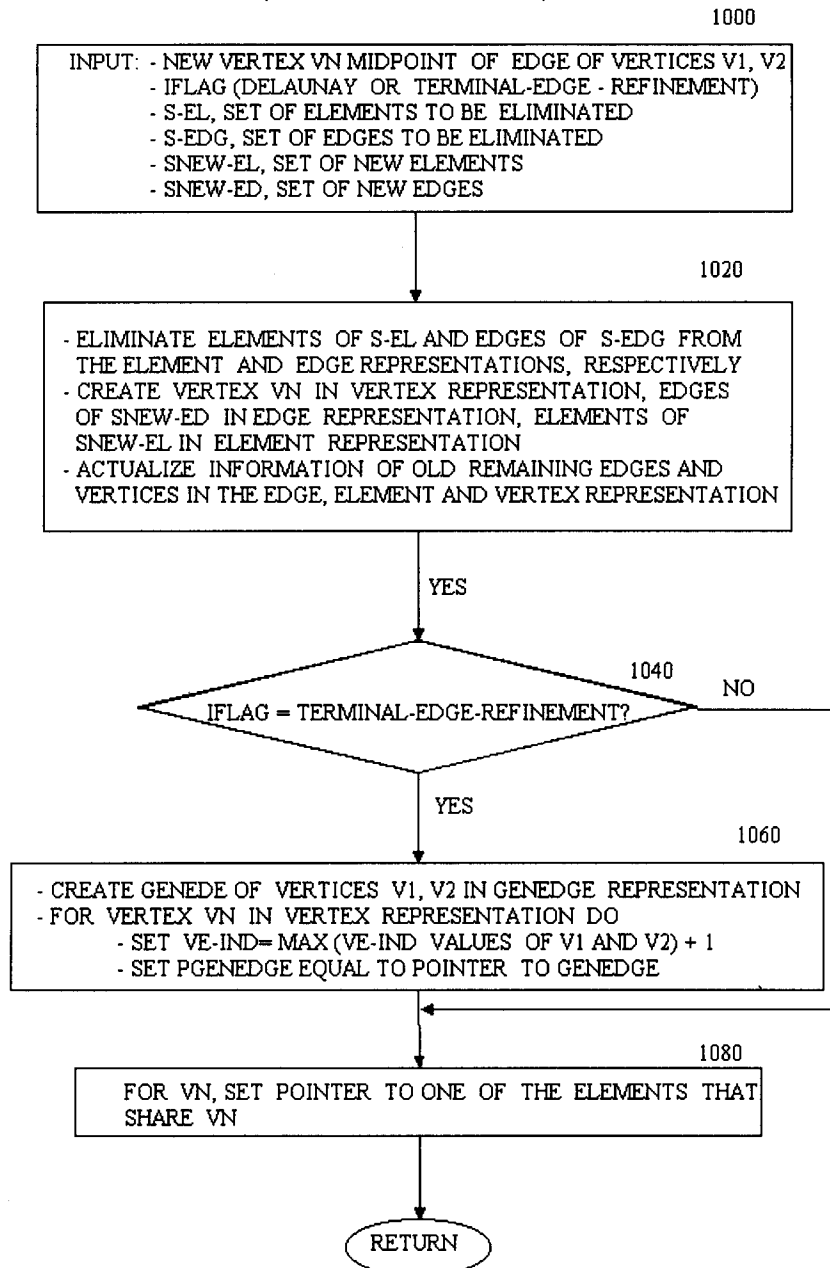 1000
INPUT: - NEW VERTEX VN MIDPOINT OF EDGE OF VERTICES V1, V2
- IFLAG (DELAUNAY OR TERMINAL-EDGE - REFINEMENT)
- S-EL, SET OF ELEMENTS TO BE ELIMINATED
- S-EDG, SET OF EDGES TO BE ELIMINATED
- SNEW-EL, SET OF NEW ELEMENTS
- SNEW-ED, SET OF NEW EDGES
1020
- ELIMINATE ELEMENTS OF S-EL AND EDGES OF S-EDG FROM
THE ELEMENT AND EDGE REPRESENTATIONS, RESPECTIVELY
- CREATE VERTEX VN IN VERTEX REPRESENTATION, EDGES
OF SNEW-ED IN EDGE REPRESENTATION, ELEMENTS OF
SNEW-EL IN ELEMENT REPRESENTATION
- ACTUALIZE INFORMATION OF OLD REMAINING EDGES AND
VERTICES IN THE EDGE, ELEMENT AND VERTEX REPRESENTATION
YES
1040
NO
IFLAG = TERMINAL-EDGE-REFINEMENT?
YES
1060
- CREATE GENEDE OF VERTICES V1, V2 IN GENEDGE REPRESENTATION
- FOR VERTEX VN IN VERTEX REPRESENTATION DO
- SET VE-IND= MAX (VE-IND VALUES OF V1 AND V2) + 1
- SET PGENEDGE EQUAL TO POINTER TO GENEDGE
1080
FOR VN, SET POINTER TO ONE OF THE ELEMENTS THAT
SHARE VN
RETURN